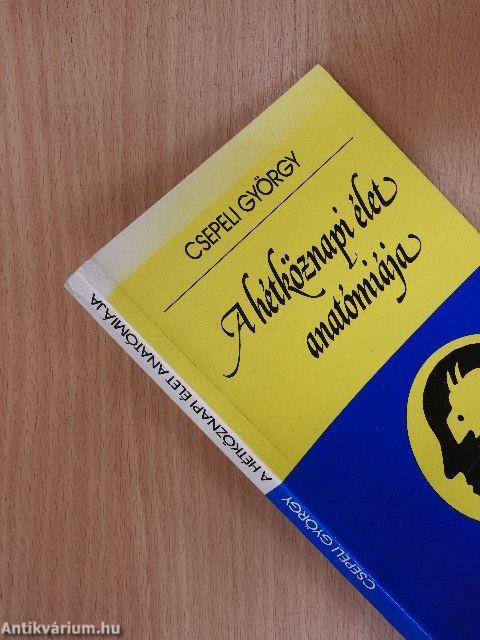 CSEPELI GYÖRGY
A hétköznapi élet
anatómiája
A HÉTKÖZNAPI ÉLET ANATÓMIÁJA
CSEPELI GYÖRGY
Antikvárium.hu